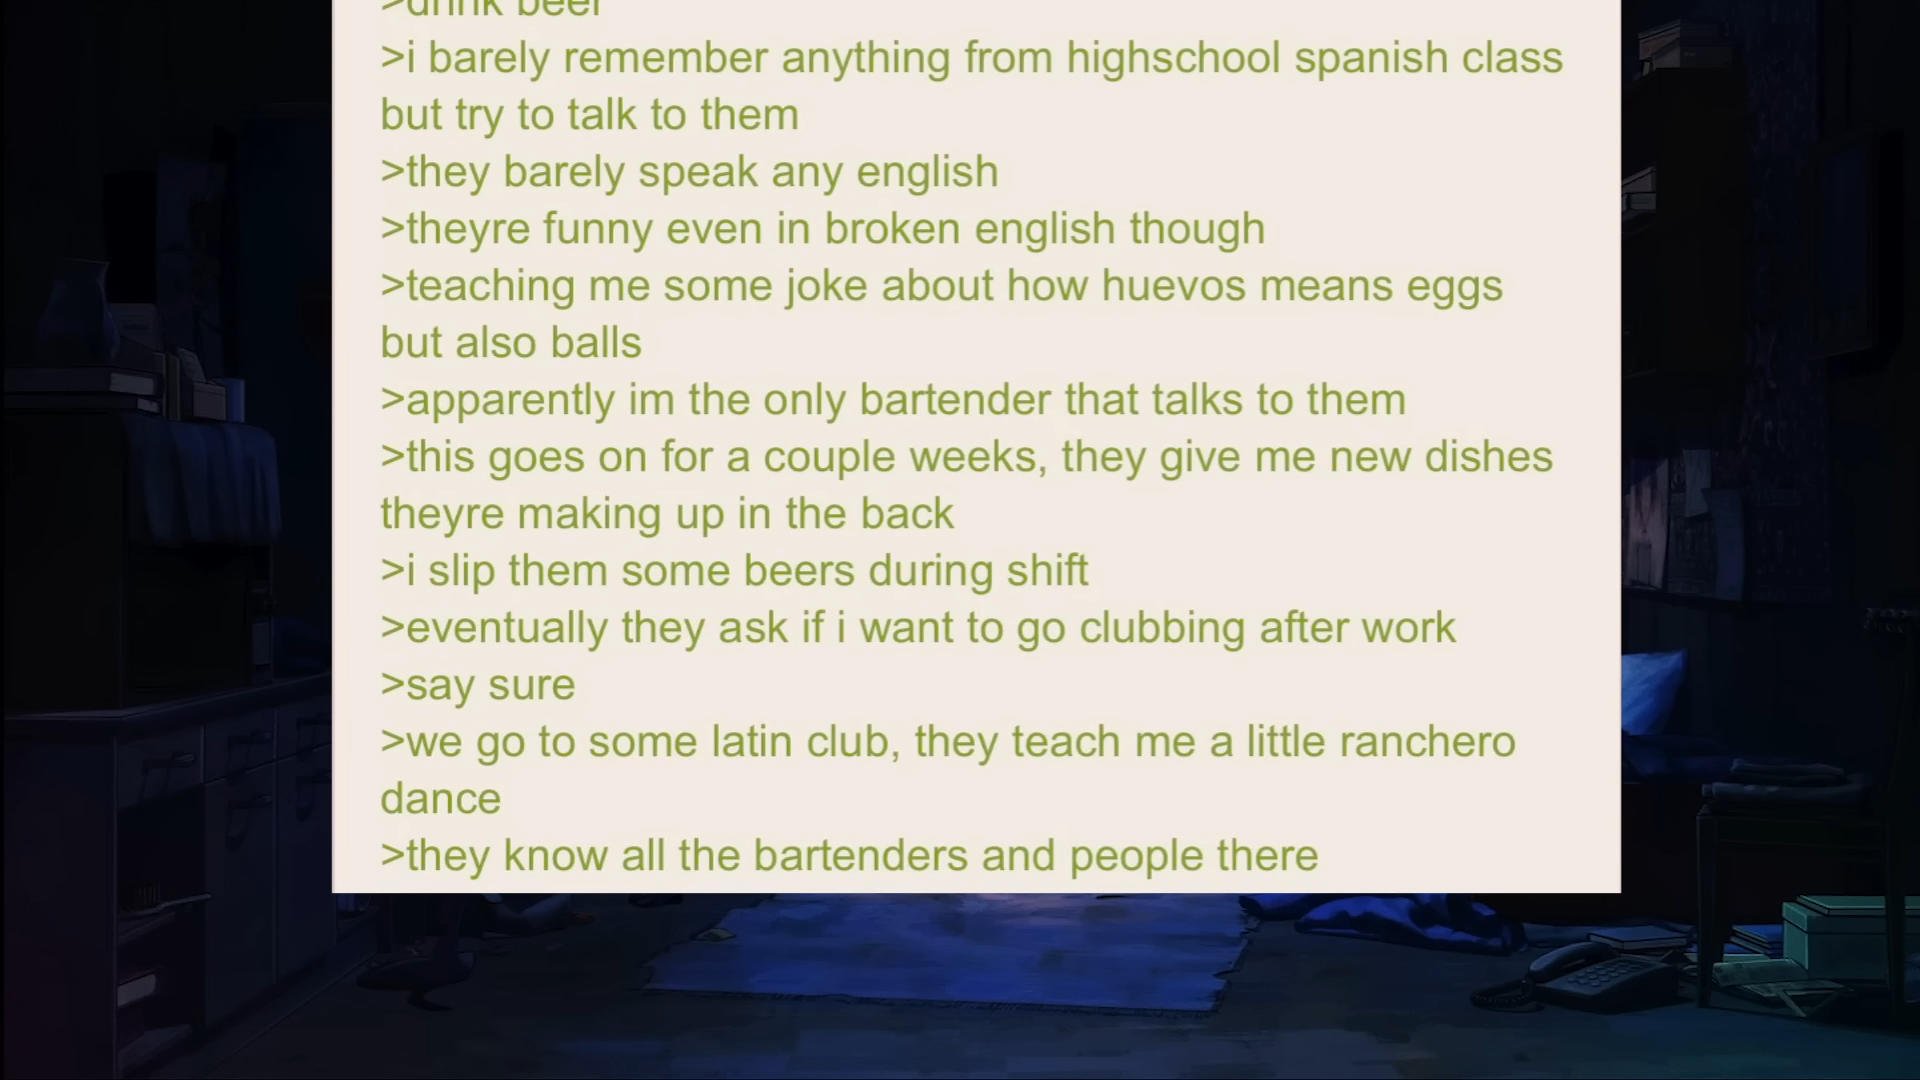 >drink beer
>i barely remember anything from highschool spanish class
but try to talk to them
>they barely speak any english
>theyre funny even in broken english though
>teaching me some joke about how huevos means eggs
but also balls
>apparently im the only bartender that talks to them
>this goes on for a couple weeks, they give me new dishes
theyre making up in the back
>i slip them some beers during shift
>eventually they ask if i want to go clubbing after work
>say sure
>we go to some latin club, they teach me a little ranchero
dance
>they know all the bartenders and people there